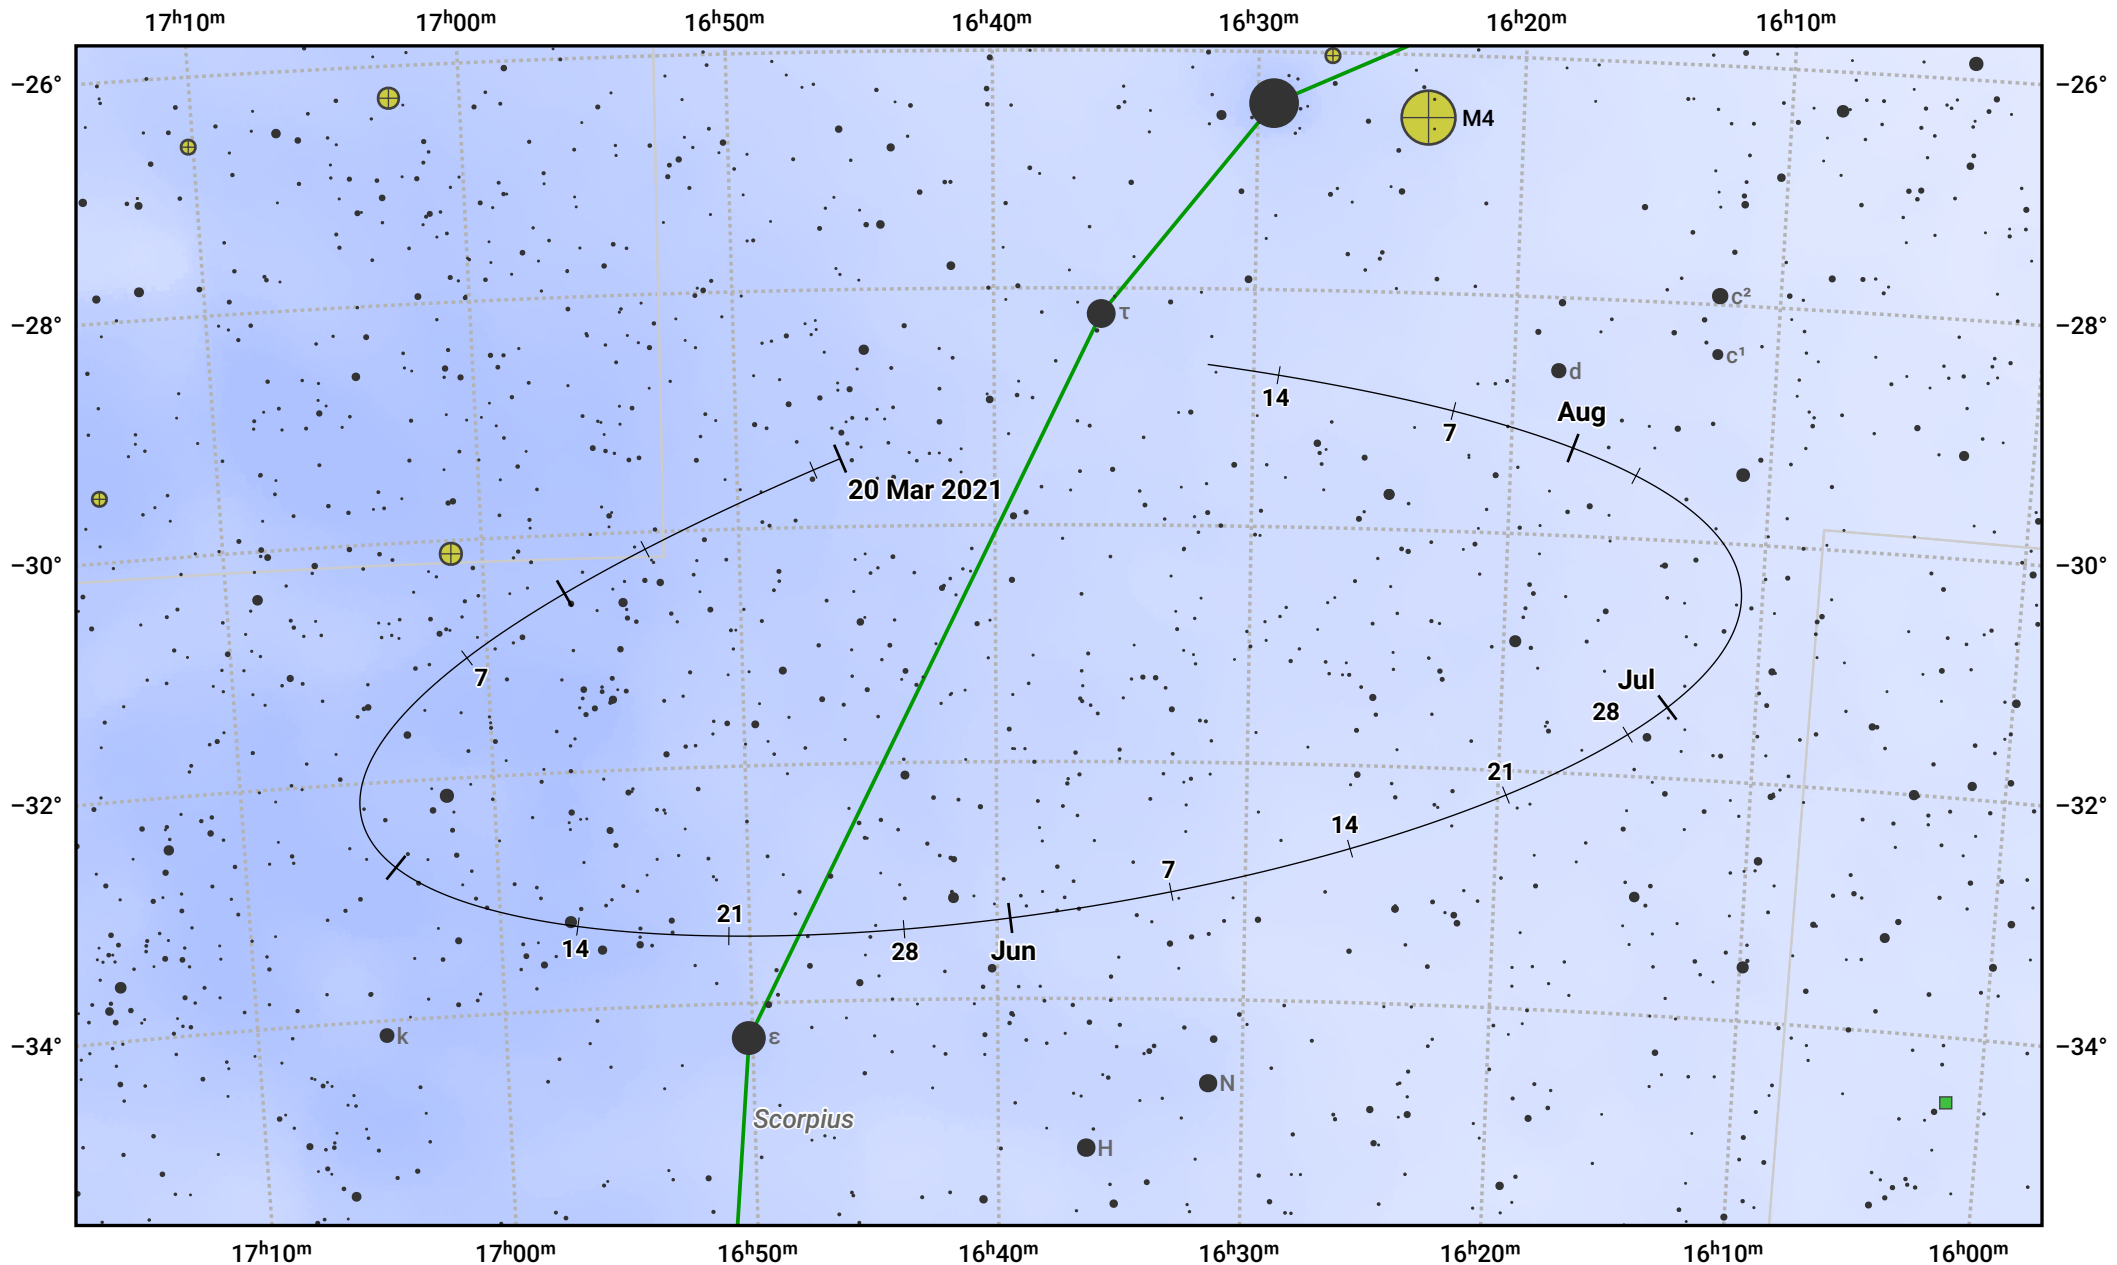 17ʰ10ᵐ 17ʰ00ᵐ 16ʰ50ᵐ 16ʰ40ᵐ 16ʰ30ᵐ 16ʰ20ᵐ 16ʰ10ᵐ
−26° −26°
M4
c²
τ
−28° −28°
c¹
d
14
Aug
7
20 Mar 2021
−30° −30°
7
Jul
28
21
−32° −32°
14
7
21
14
28
Jun
−34° −34°
k
ε
N
Scorpius
H
17ʰ10ᵐ 17ʰ00ᵐ 16ʰ50ᵐ 16ʰ40ᵐ 16ʰ30ᵐ 16ʰ20ᵐ 16ʰ10ᵐ 16ʰ00ᵐ